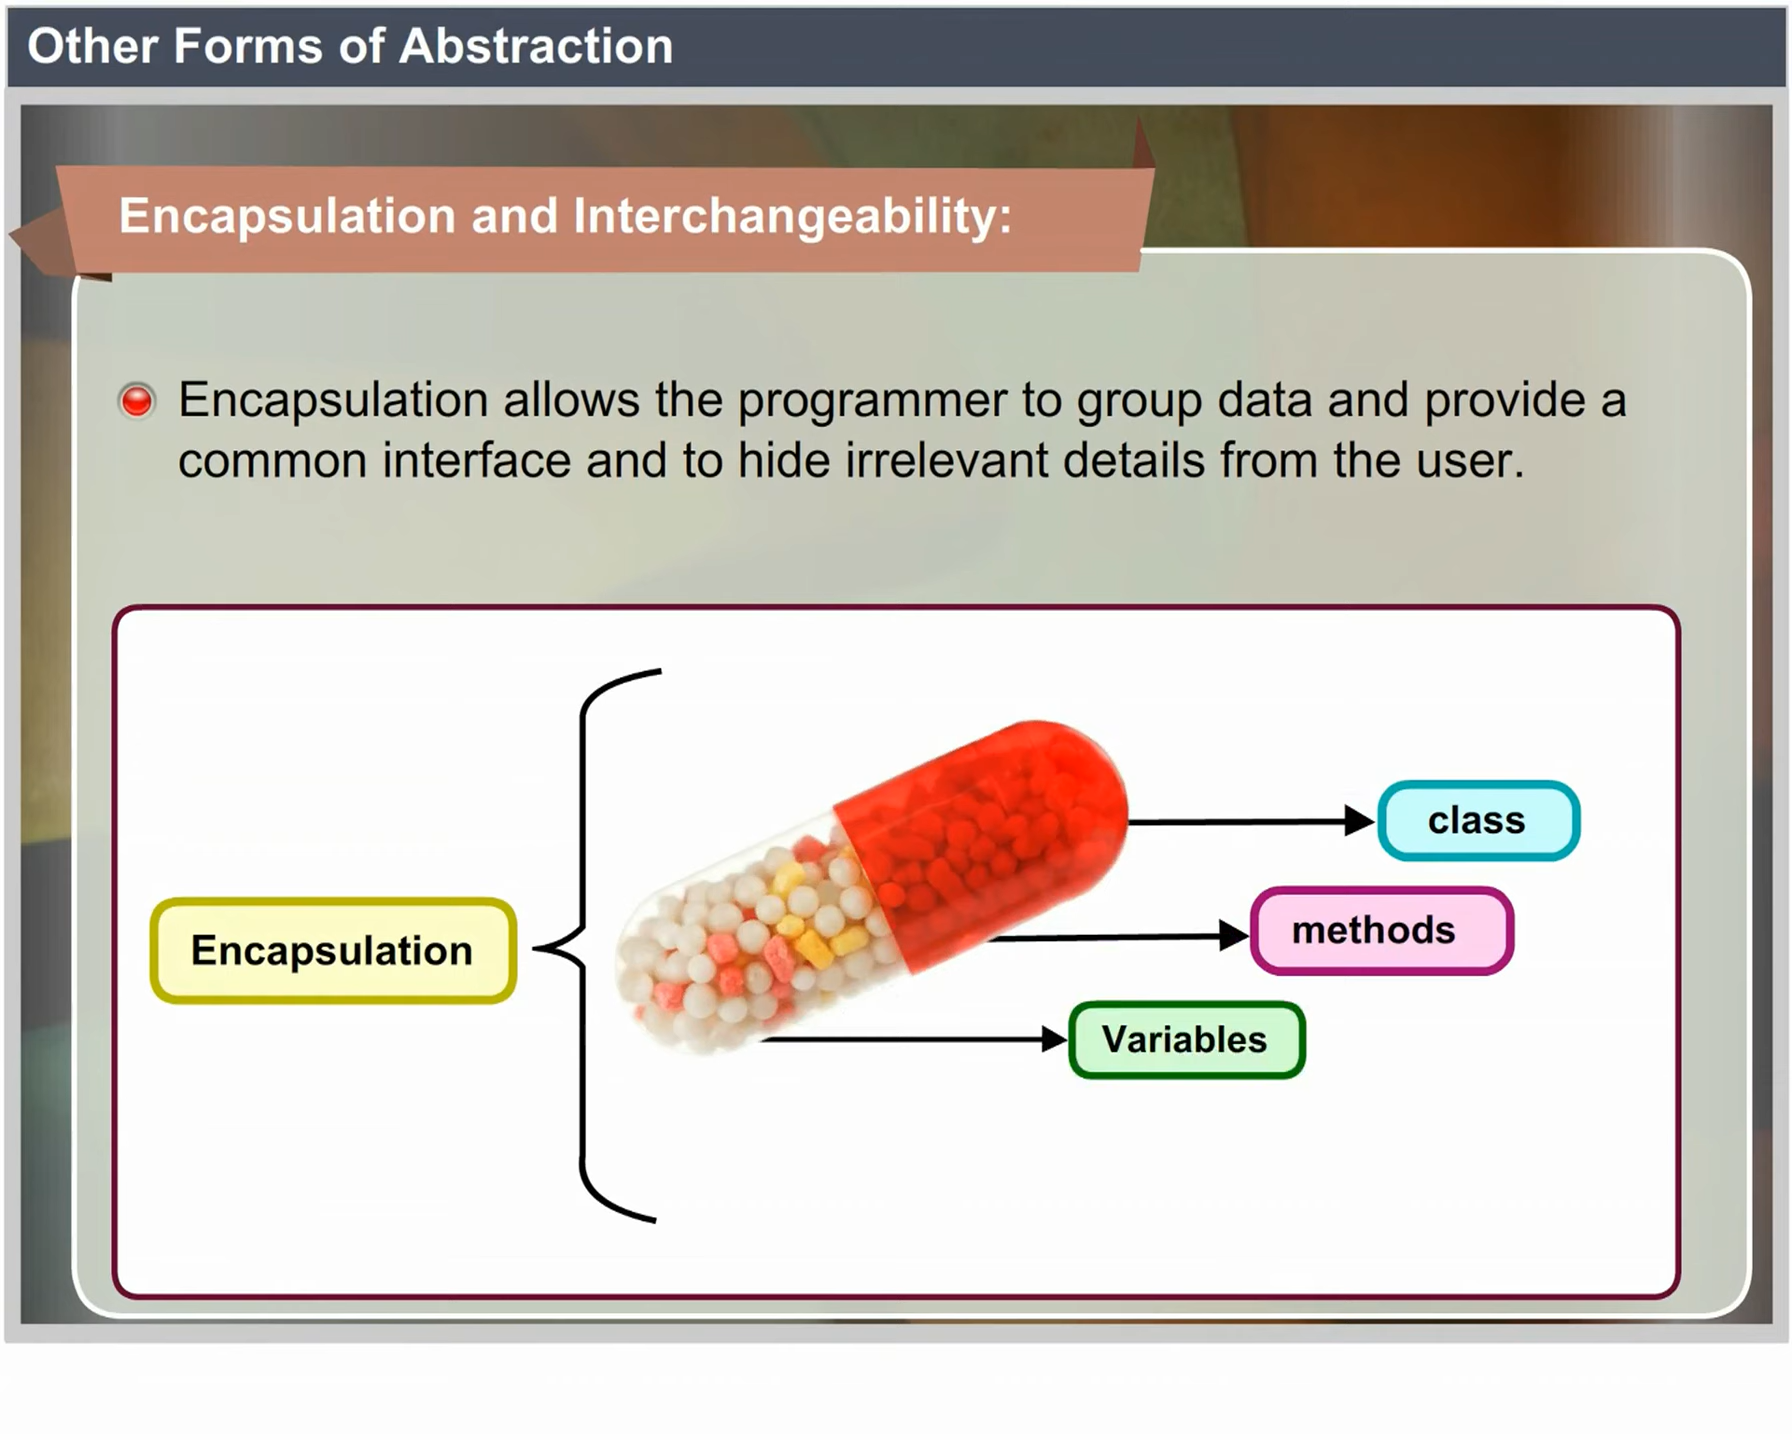 Other Forms of Abstraction
Encapsulation and Interchangeability:
Encapsulation allows the programmer to group data and provide a
common interface and to hide irrelevant details from the user.
class
methods
Encapsulation
Variables